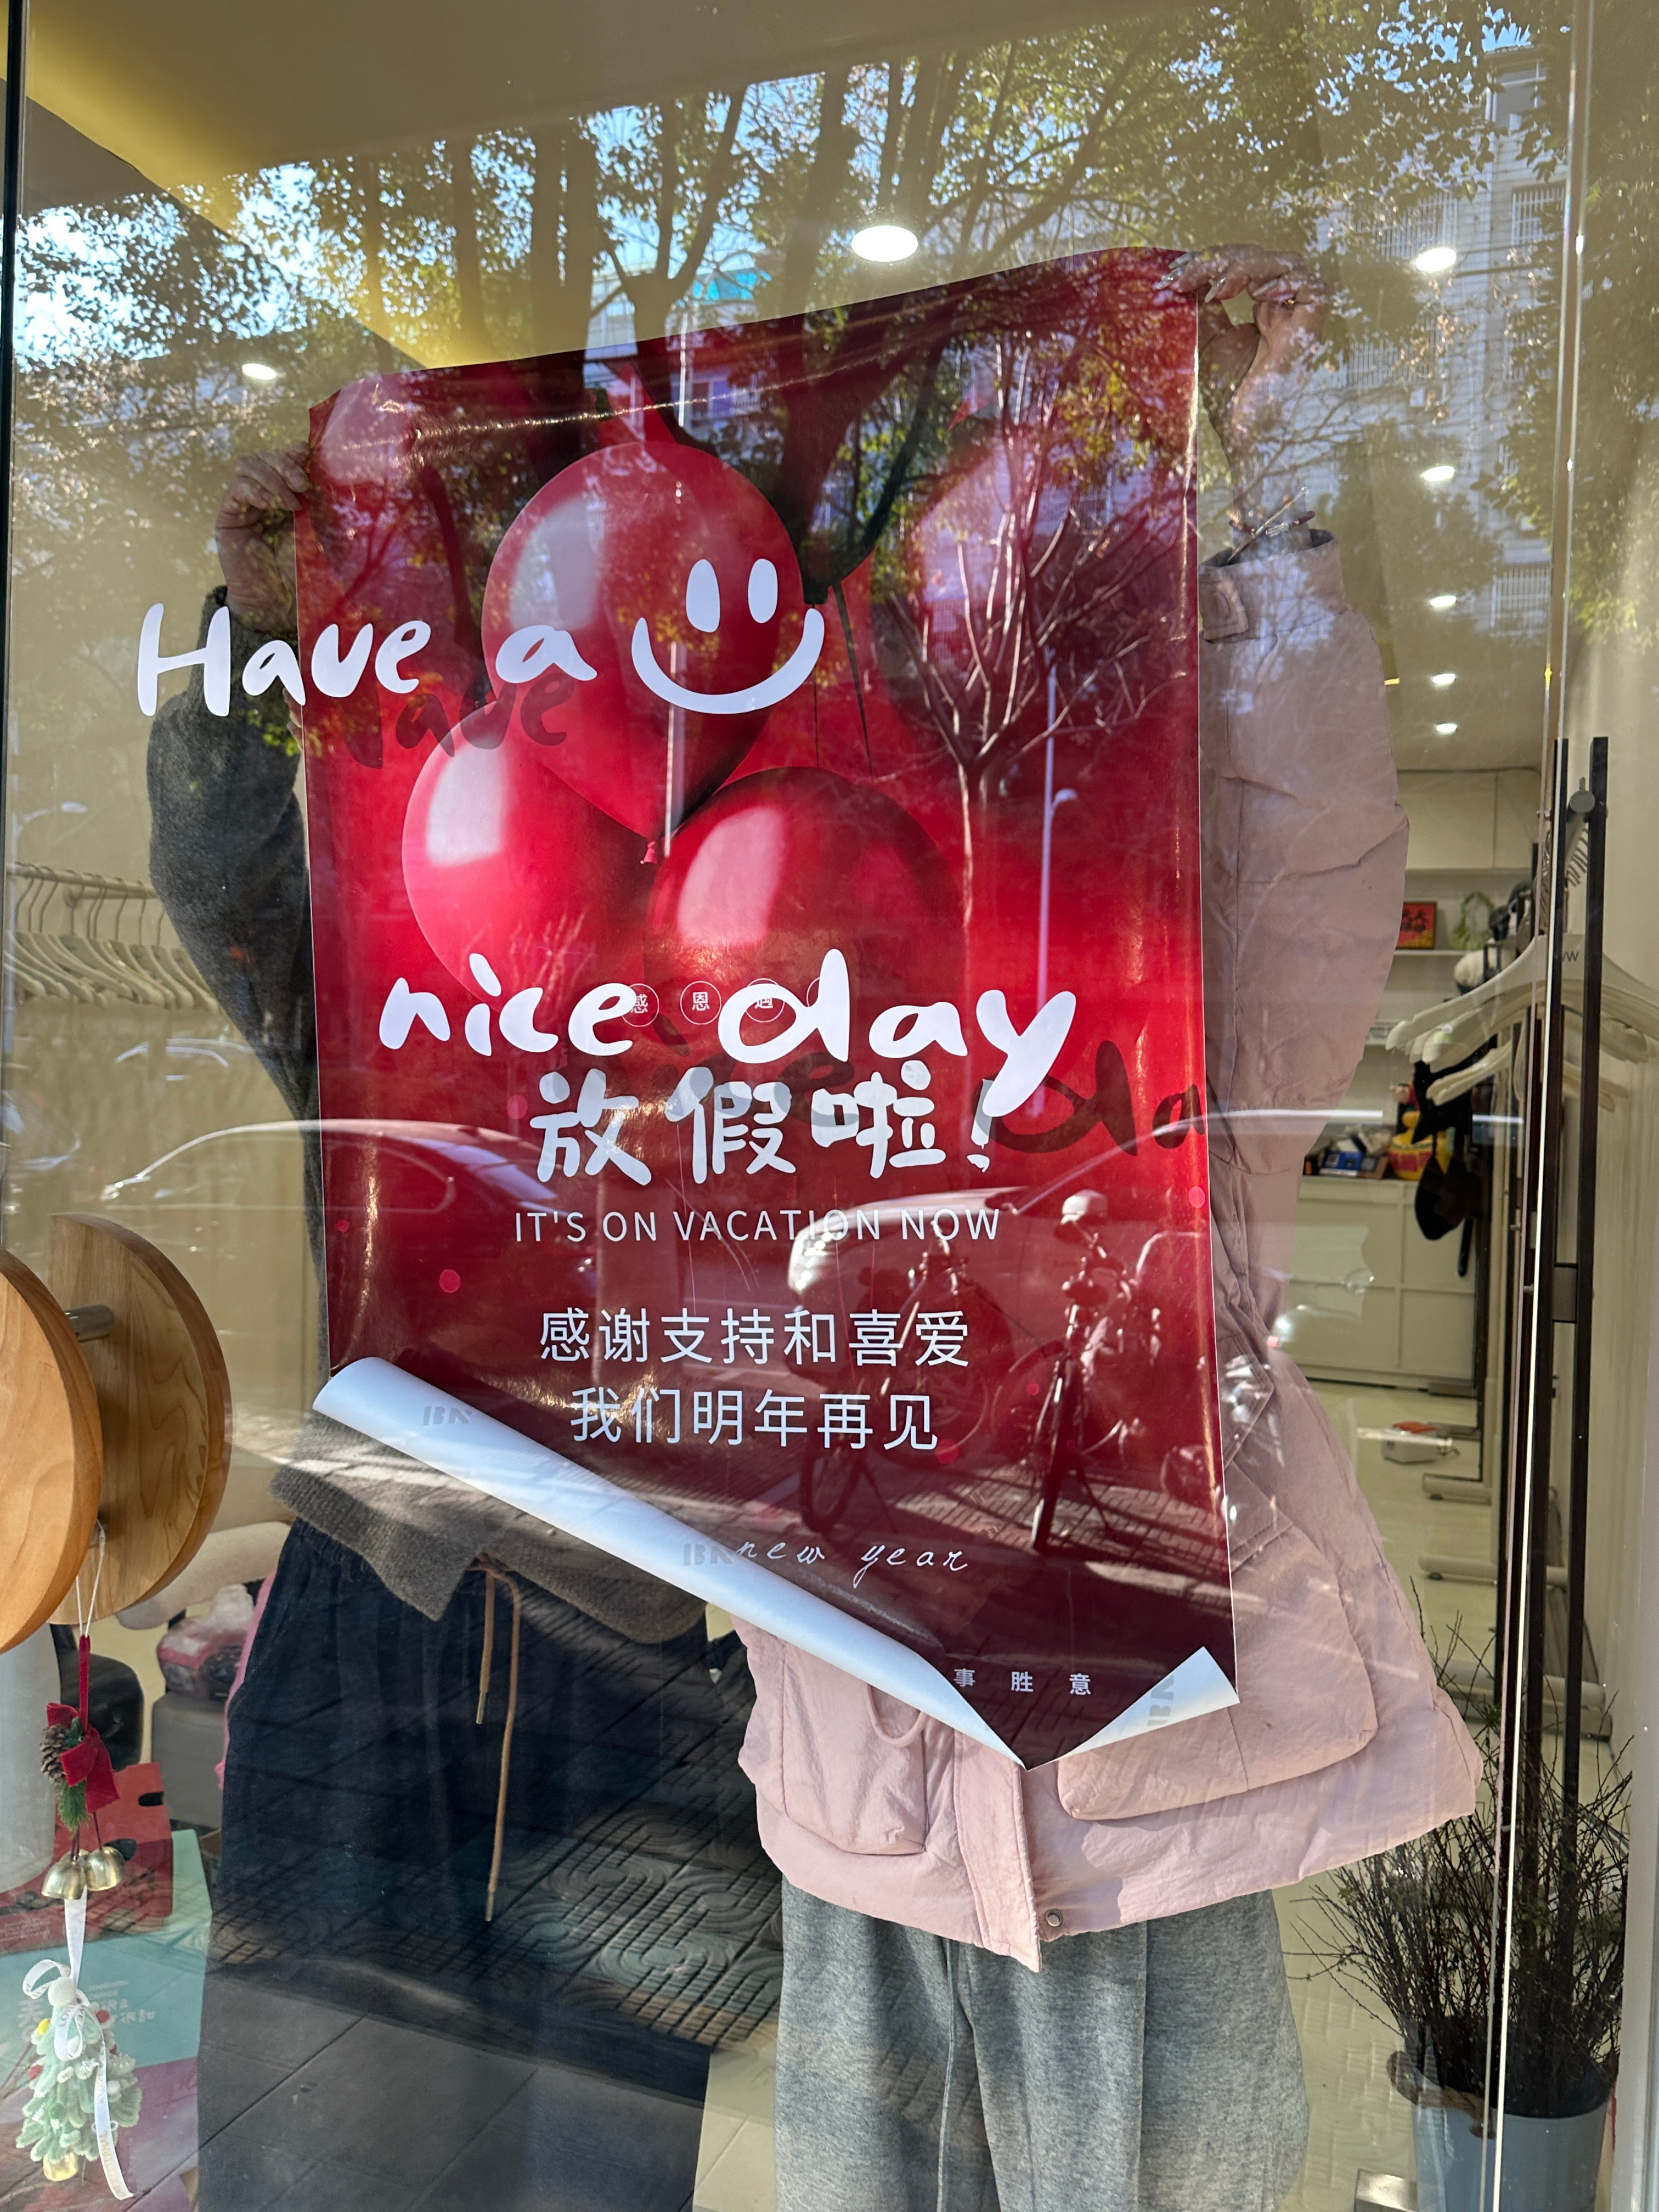 Have a
nice day
感 恩 遇
放假啦!
IT'S ON VACATION NOW
感谢支持和喜爱
我们明年再见
new year
事 胜 意